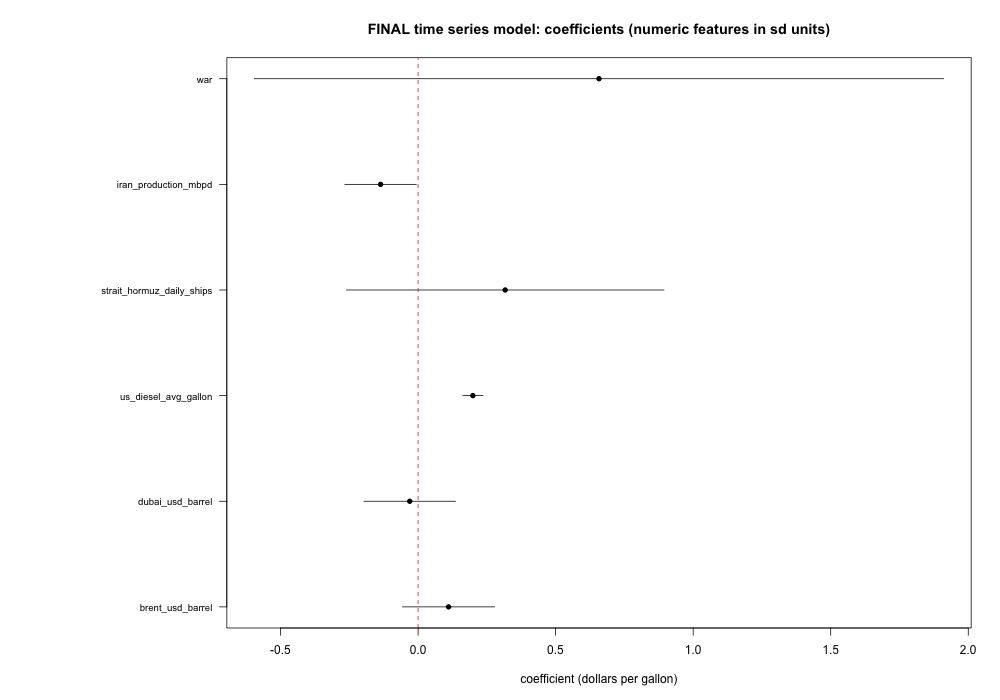 FINAL time series model: coefficients (numeric features in sd units)
war
iran_production_mbpd
strait_hormuz_daily_ships
us_diesel_avg_gallon
dubai_usd_barrel
brent_usd_barrel
-0.5 0.0 0.5 1.0 1.5 2.0
coefficient (dollars per gallon)